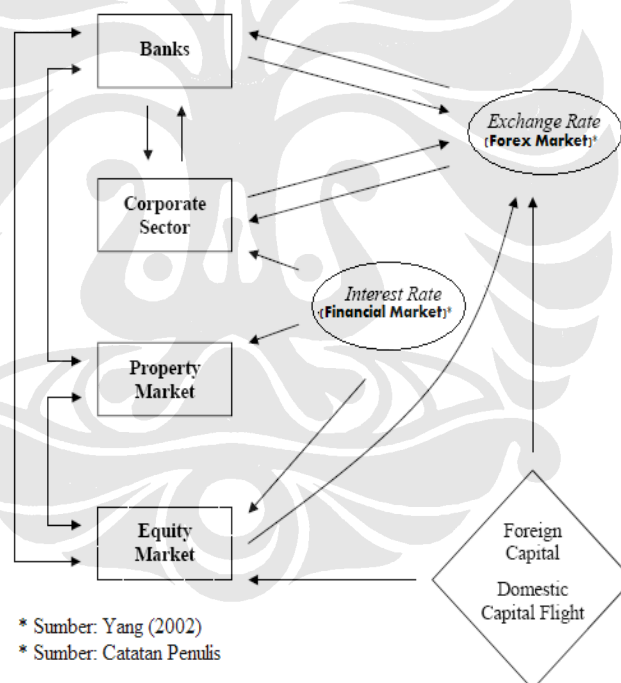 Banks
Exchange Rate
(Forex Market)*
Corporate
Sector
Interest Rate
(Financial Market)*
Property
Market
Equity
Market
Foreign
Capital
Domestic
Capital Flight
* Sumber: Yang (2002)
* Sumber: Catatan Penulis